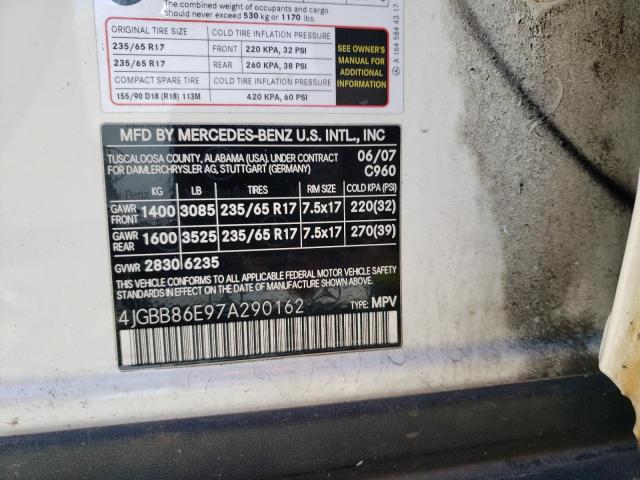 The combined weight of occupants and cargo
should never exceed 530 kg or 1170 lbs.
ORIGINAL TIRE SIZE COLD TIRE INFLATION PRESSURE
235/65 R17 FRONT 220 KPA, 32 PSI
235/65 R17 REAR 260 KPA, 38 PSI
COMPACT SPARE TIRE COLD TIRE INFLATION PRESSURE
155/90 D18 (R18) 113M 420 KPA, 60 PSI
SEE OWNER'S
MANUAL FOR
ADDITIONAL
INFORMATION
A 164 584 43 17
MFD BY MERCEDES-BENZ U.S. INTL., INC
TUSCALOOSA COUNTY, ALABAMA (USA), UNDER CONTRACT 06/07
FOR DAIMLERCHRYSLER AG, STUTTGART (GERMANY) C960
KG LB TIRES RIM SIZE COLD KPA (PSI)
GAWR FRONT 1400 3085 235/65 R17 7.5x17 220(32)
GAWR REAR 1600 3525 235/65 R17 7.5x17 270(39)
GVWR 2830 6235
THIS VEHICLE CONFORMS TO ALL APPLICABLE FEDERAL MOTOR VEHICLE SAFETY
STANDARDS IN EFFECT ON THE DATE OF MANUFACTURE SHOWN ABOVE.
4JGBB86E97A290162 TYPE: MPV